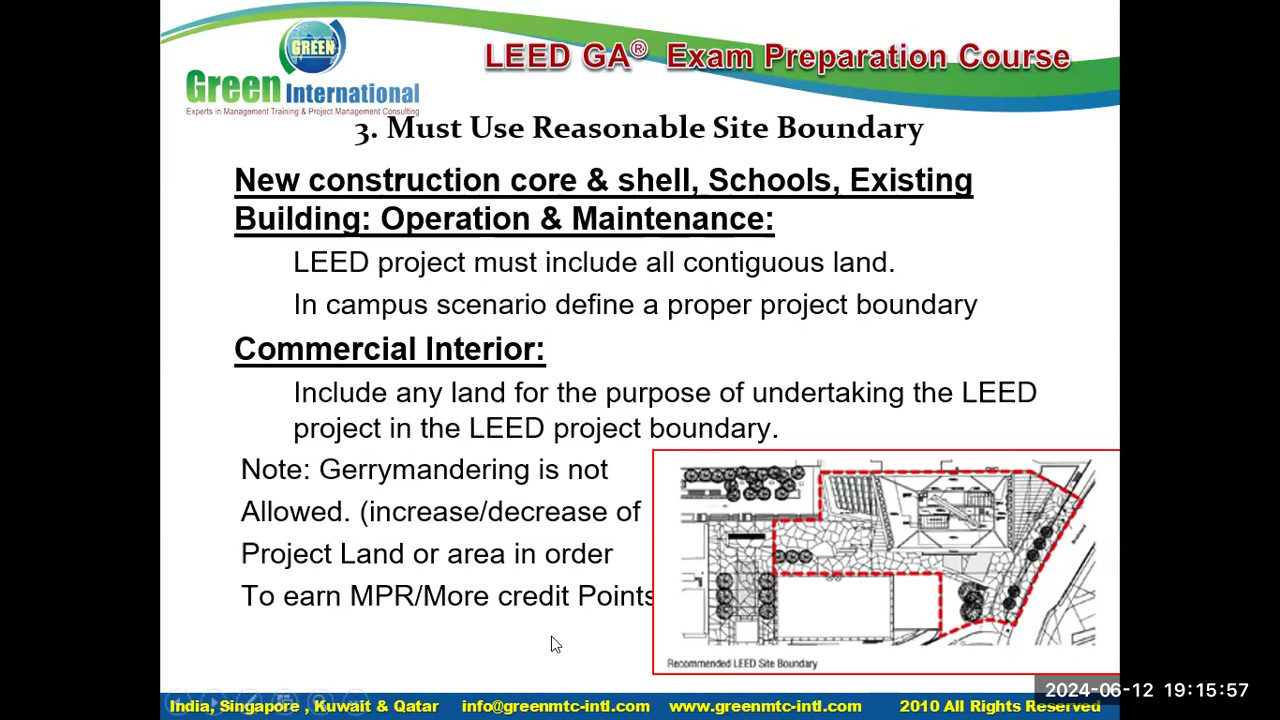 GREEN
Green International
Experts in Management Training & Project Management Consulting
LEED GA® Exam Preparation Course
3. Must Use Reasonable Site Boundary
New construction core & shell, Schools, Existing
Building: Operation & Maintenance:
LEED project must include all contiguous land.
In campus scenario define a proper project boundary
Commercial Interior:
Include any land for the purpose of undertaking the LEED
project in the LEED project boundary.
Note: Gerrymandering is not
Allowed. (increase/decrease of
Project Land or area in order
To earn MPR/More credit Points
Recommended LEED Site Boundary
2024-06-12 19:15:57
India, Singapore , Kuwait & Qatar info@greenmtc-intl.com www.greenmtc-intl.com 2010 All Rights Reserved